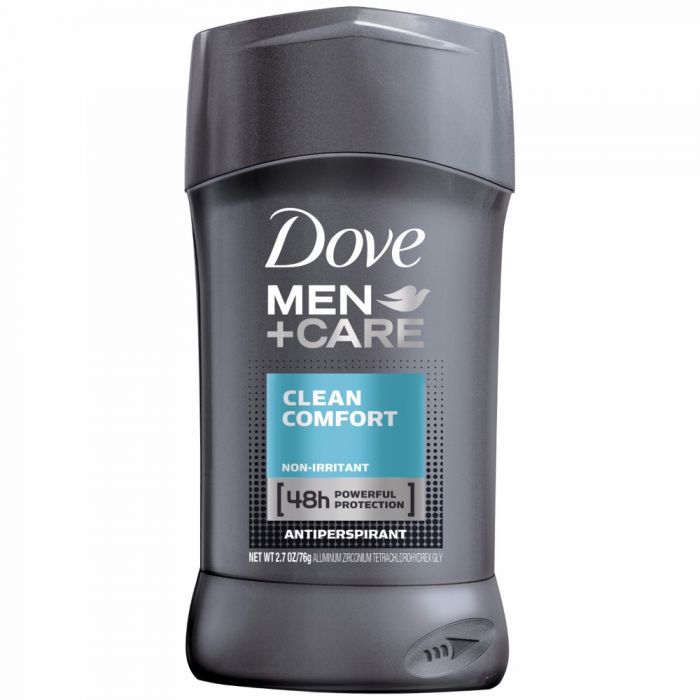 Dove
MEN
+CARE
CLEAN
COMFORT
NON-IRRITANT
[48h POWERFUL PROTECTION]
ANTIPERSPIRANT
NET WT 2.7 OZ/76g ALUMINUM ZIRCONIUM TETRACHLOROHYDREX GLY